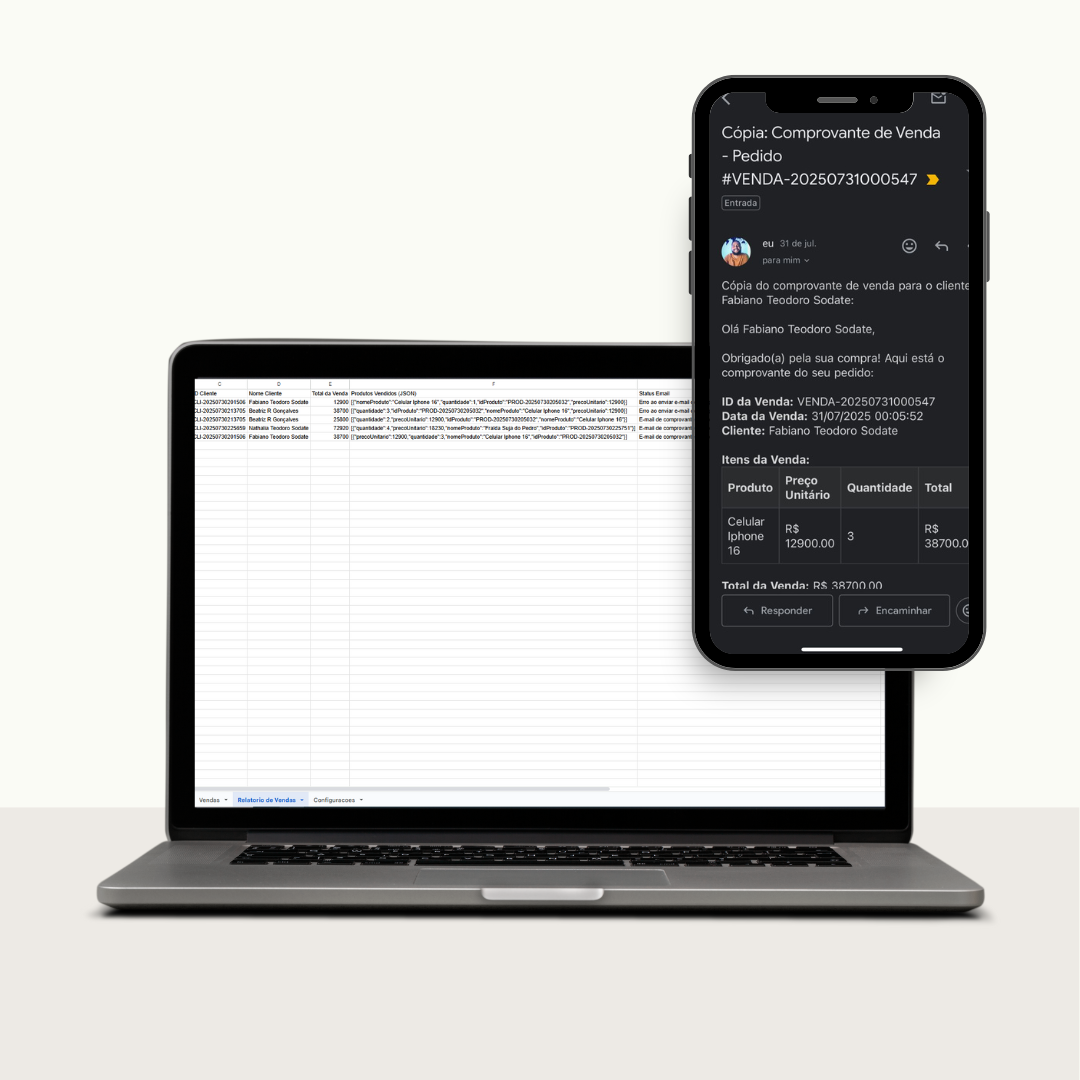 Cópia: Comprovante de Venda
- Pedido
#VENDA-20250731000547
Entrada
eu 31 de jul.
para mim
Cópia do comprovante de venda para o cliente
Fabiano Teodoro Sodate:
Olá Fabiano Teodoro Sodate,
Obrigado(a) pela sua compra! Aqui está o
comprovante do seu pedido:
ID da Venda: VENDA-20250731000547
Data da Venda: 31/07/2025 00:05:52
Cliente: Fabiano Teodoro Sodate
Itens da Venda:
Produto Preço Unitário Quantidade Total
Celular Iphone 16 R$ 12900.00 3 R$ 38700.0
Total da Venda: R$ 38700.00
Responder Encaminhar
C D E F
D Cliente Nome Cliente Total da Venda Produtos Vendidos (JSON) Status Email
CLI-20250730201506 Fabiano Teodoro Sodate 12900 [{"nomeProduto":"Celular Iphone 16","quantidade":1,"idProduto":"PROD-20250730205032","precoUnitario":12900}] Erro ao enviar e-mail
CLI-20250730213705 Beatriz R Gonçalves 38700 [{"quantidade":3,"idProduto":"PROD-20250730205032","nomeProduto":"Celular Iphone 16","precoUnitario":12900}] Erro ao enviar e-mail
CLI-20250730213705 Beatriz R Gonçalves 25800 [{"quantidade":2,"precoUnitario":12900,"idProduto":"PROD-20250730205032","nomeProduto":"Celular Iphone 16"}] E-mail de comprovant
CLI-20250730225859 Nathalia Teodoro Sodate 72920 [{"quantidade":4,"precoUnitario":18230,"nomeProduto":"Fralda Suja do Pedro","idProduto":"PROD-20250730225751"}] E-mail de comprovant
CLI-20250730201506 Fabiano Teodoro Sodate 38700 [{"precoUnitario":12900,"quantidade":3,"nomeProduto":"Celular Iphone 16","idProduto":"PROD-20250730205032"}] E-mail de comprovant
Vendas Relatorio de Vendas Configuracoes